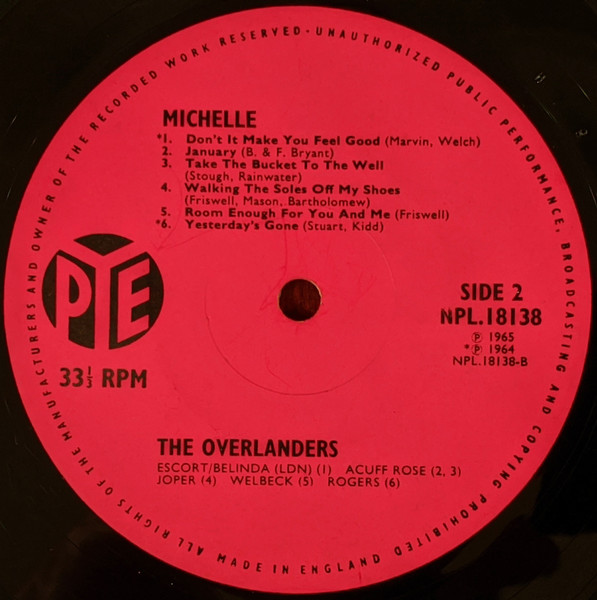 MANUFACTURERS AND OWNER OF THE RECORDED WORK RESERVED · UNAUTHORIZED PUBLIC PERFORMANCE, BROADCASTING AND COPYING PROHIBITED
MADE IN ENGLAND
ALL RIGHTS OF THE
MICHELLE
*1. Don't It Make You Feel Good (Marvin, Welch)
2. January (B. & F. Bryant)
3. Take The Bucket To The Well
(Stough, Rainwater)
4. Walking The Soles Off My Shoes
(Friswell, Mason, Bartholomew)
5. Room Enough For You And Me (Friswell)
*6. Yesterday's Gone (Stuart, Kidd)
PYE
33⅓ RPM
SIDE 2
NPL.18138
℗ 1965
*℗ 1964
NPL.18138-B
THE OVERLANDERS
ESCORT/BELINDA (LDN) (1) ACUFF ROSE (2, 3)
JOPER (4) WELBECK (5) ROGERS (6)